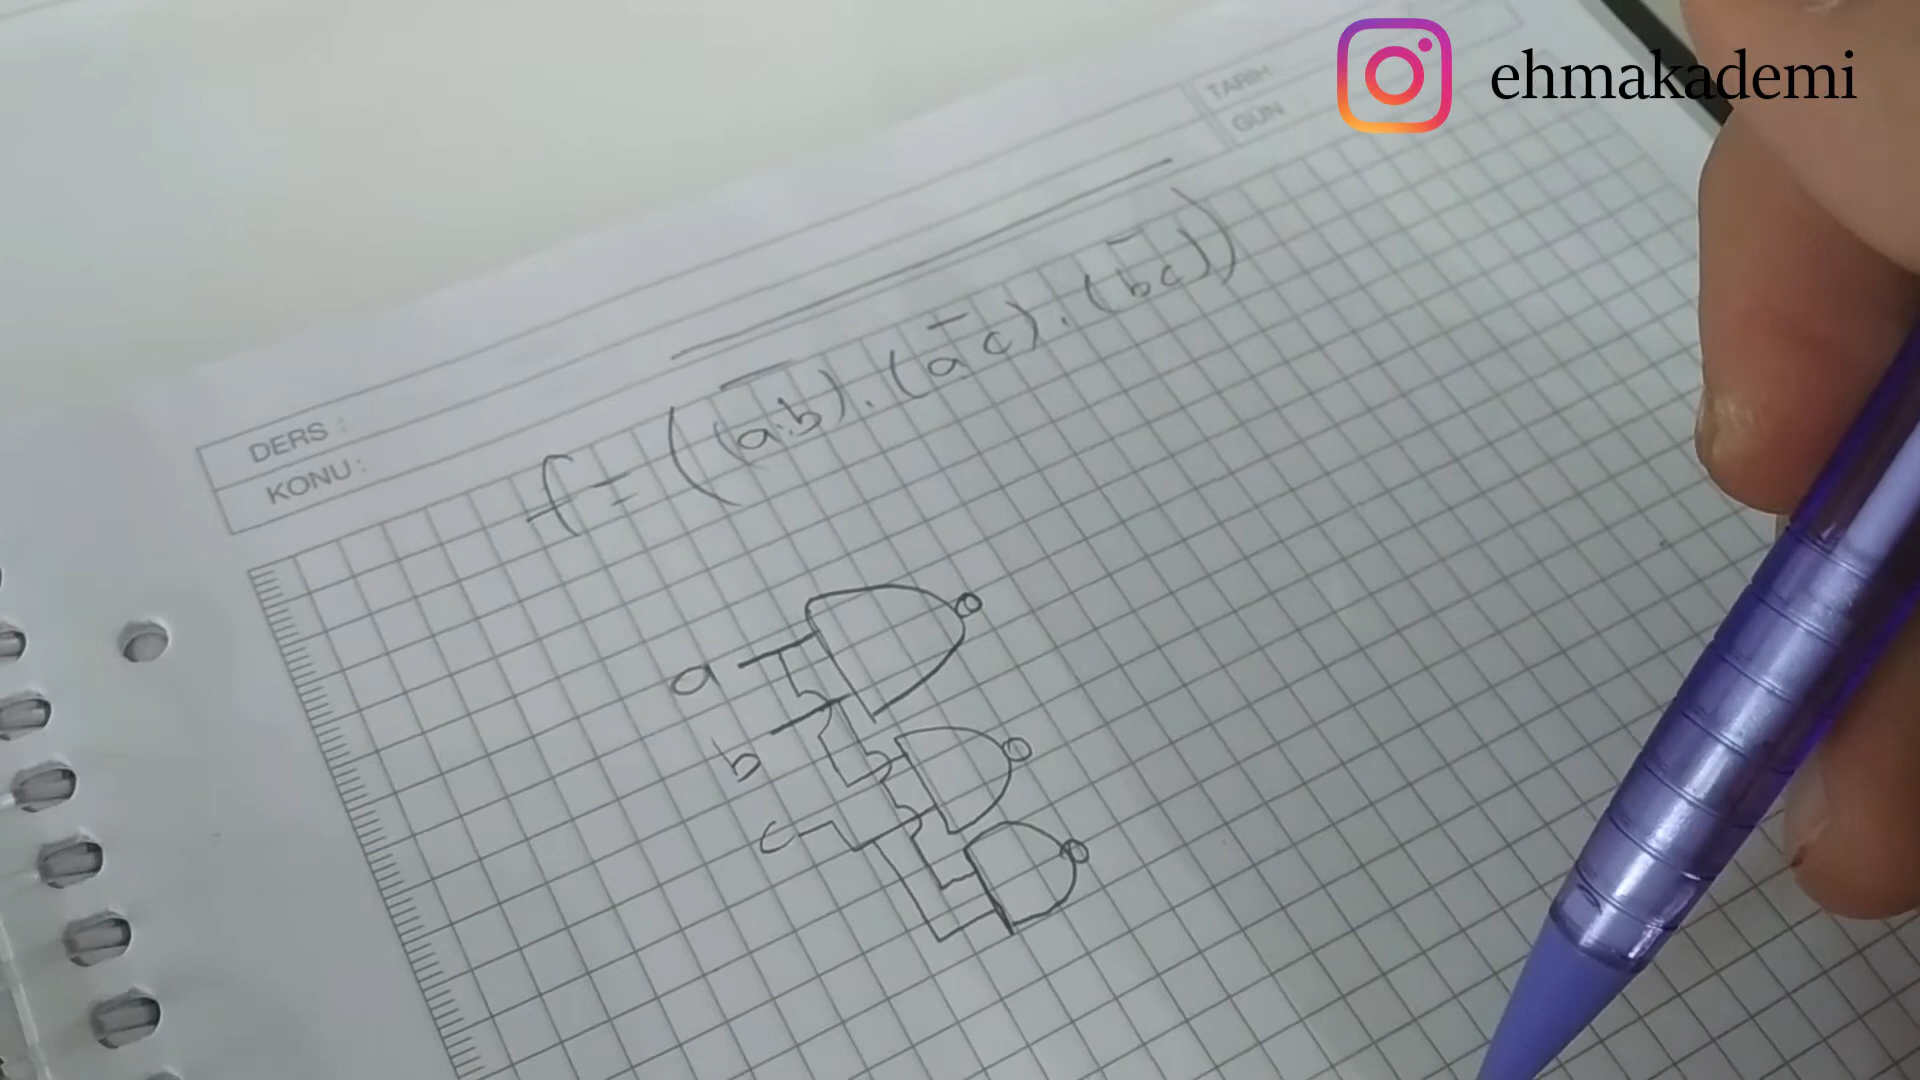 ehmakademi
TARİH
GÜN :
DERS :
KONU :
f = ((a.b) . (a c) . (b c))
a
b
c